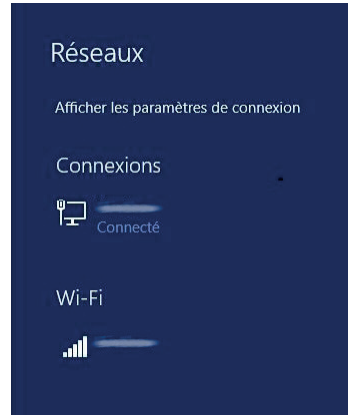 Réseaux
Afficher les paramètres de connexion
Connexions
Connecté
Wi-Fi